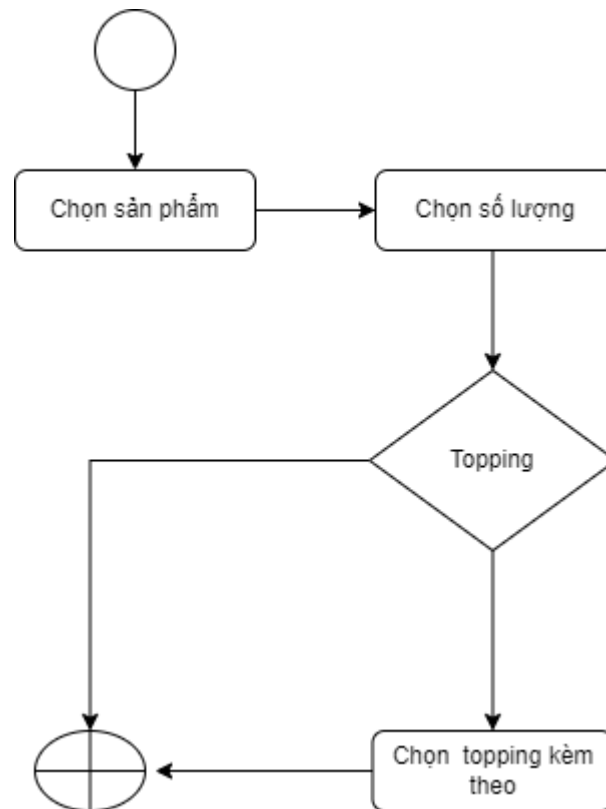 Chọn sản phẩm
Chọn số lượng
Topping
Chọn topping kèm
theo